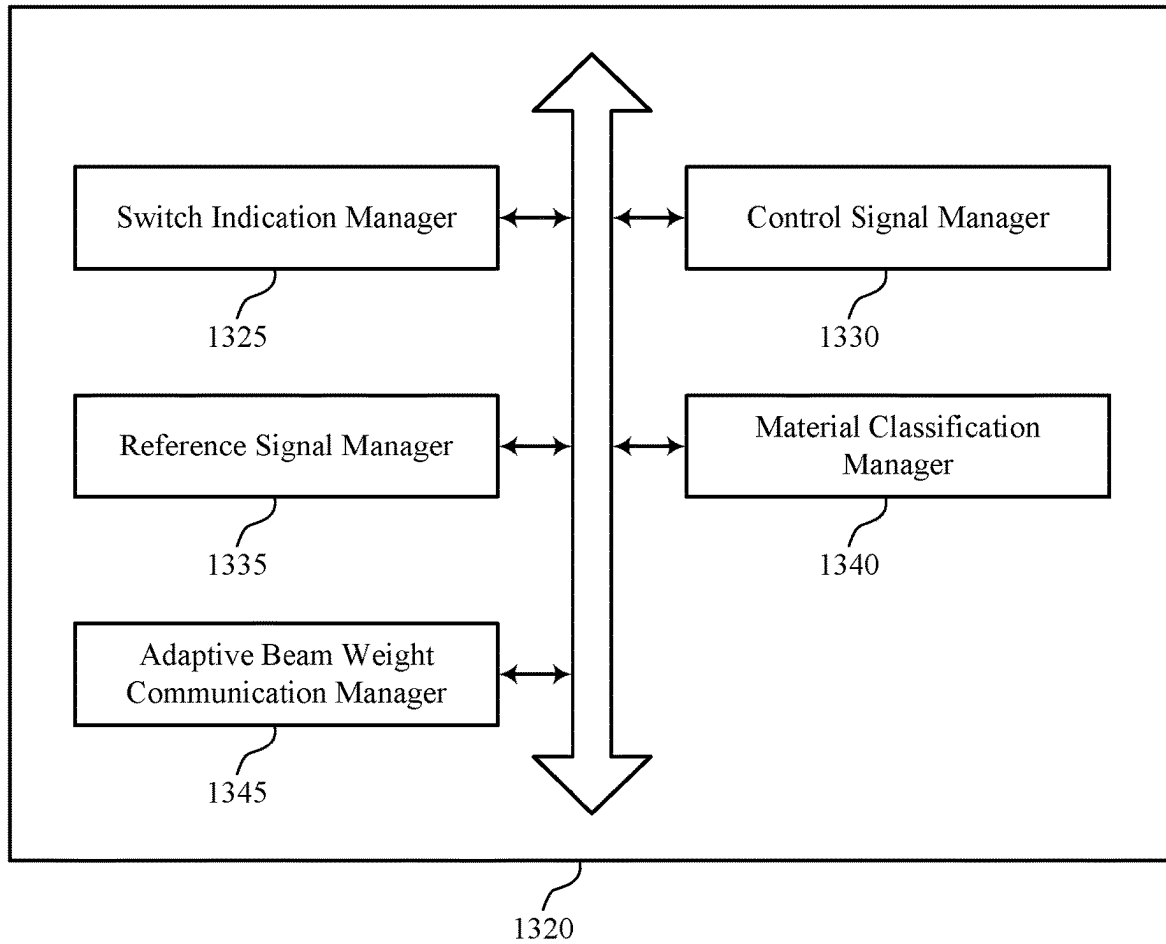 Switch Indication Manager
1325
Control Signal Manager
1330
Reference Signal Manager
1335
Material Classification
Manager
1340
Adaptive Beam Weight
Communication Manager
1345
1320